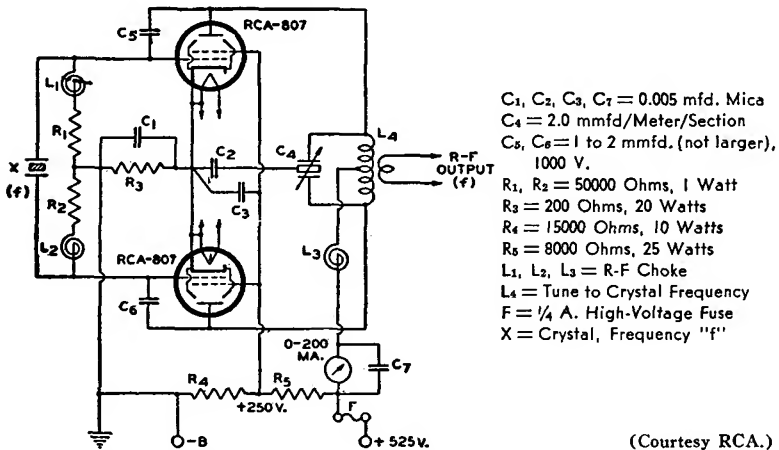 RCA-807
C5
L1
R1
C1
X
(f)
R3
C2
C4
L4
R-F
OUTPUT
(f)
R2
C3
L2
RCA-807
L3
C6
0-200
MA.
C7
R4
R5
+250 V.
F
-B
+ 525 V.
C1, C2, C3, C7 = 0.005 mfd. Mica
C4 = 2.0 mmfd/Meter/Section
C5, C6 = 1 to 2 mmfd. (not larger),
1000 V.
R1, R2 = 50000 Ohms, 1 Watt
R3 = 200 Ohms, 20 Watts
R4 = 15000 Ohms, 10 Watts
R5 = 8000 Ohms, 25 Watts
L1, L2, L3 = R-F Choke
L4 = Tune to Crystal Frequency
F = 1/4 A. High-Voltage Fuse
X = Crystal, Frequency "f"
(Courtesy RCA.)